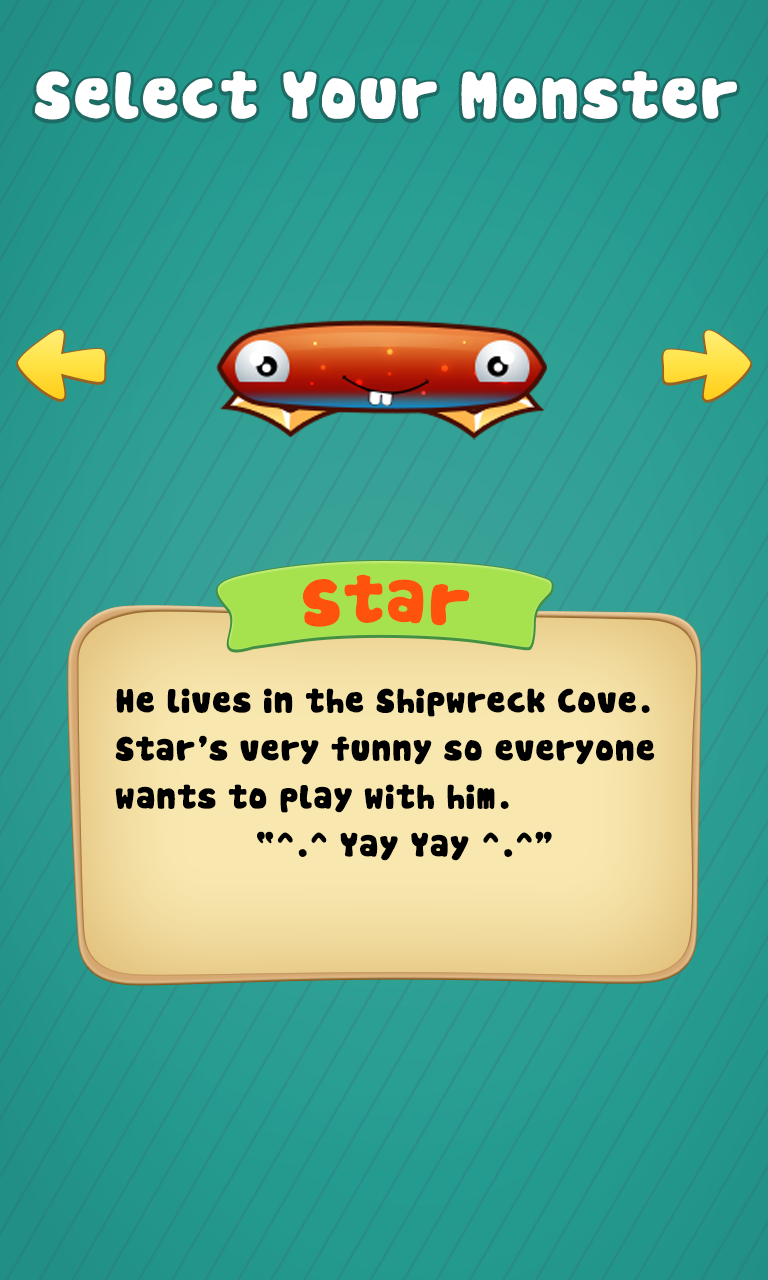 Select Your Monster
star
He lives in the Shipwreck Cove.
Star's very funny so everyone
wants to play with him.
"^.^ Yay Yay ^.^"